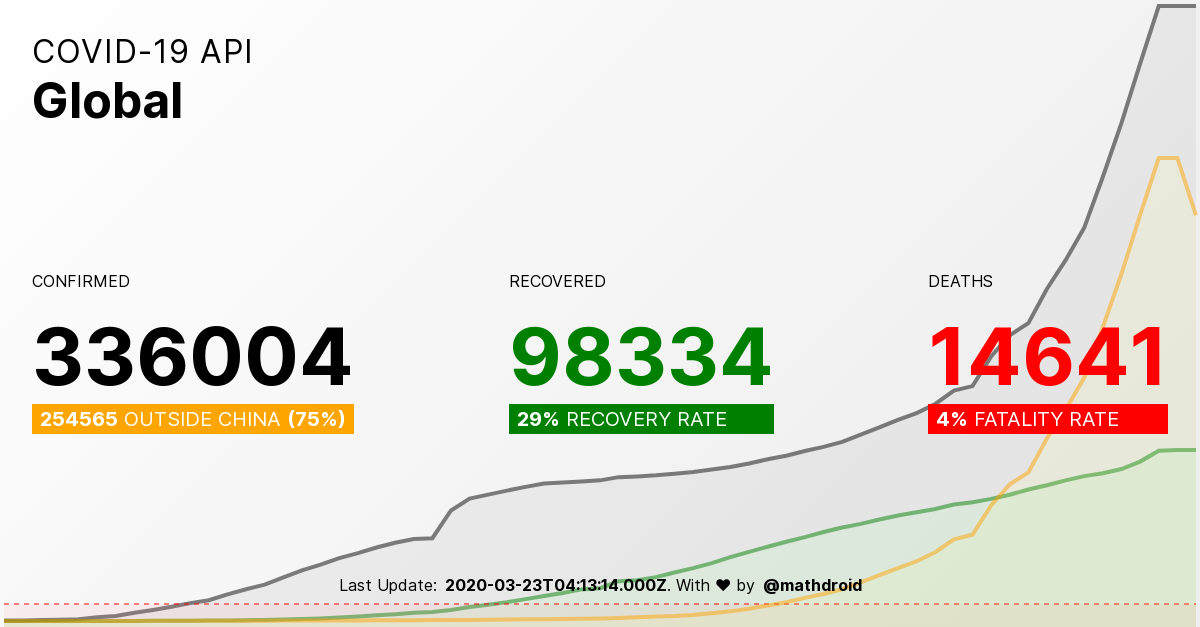 COVID-19 API
Global
CONFIRMED
336004
254565 OUTSIDE CHINA (75%)
RECOVERED
98334
29% RECOVERY RATE
DEATHS
14641
4% FATALITY RATE
Last Update: 2020-03-23T04:13:14.000Z. With ♥ by @mathdroid